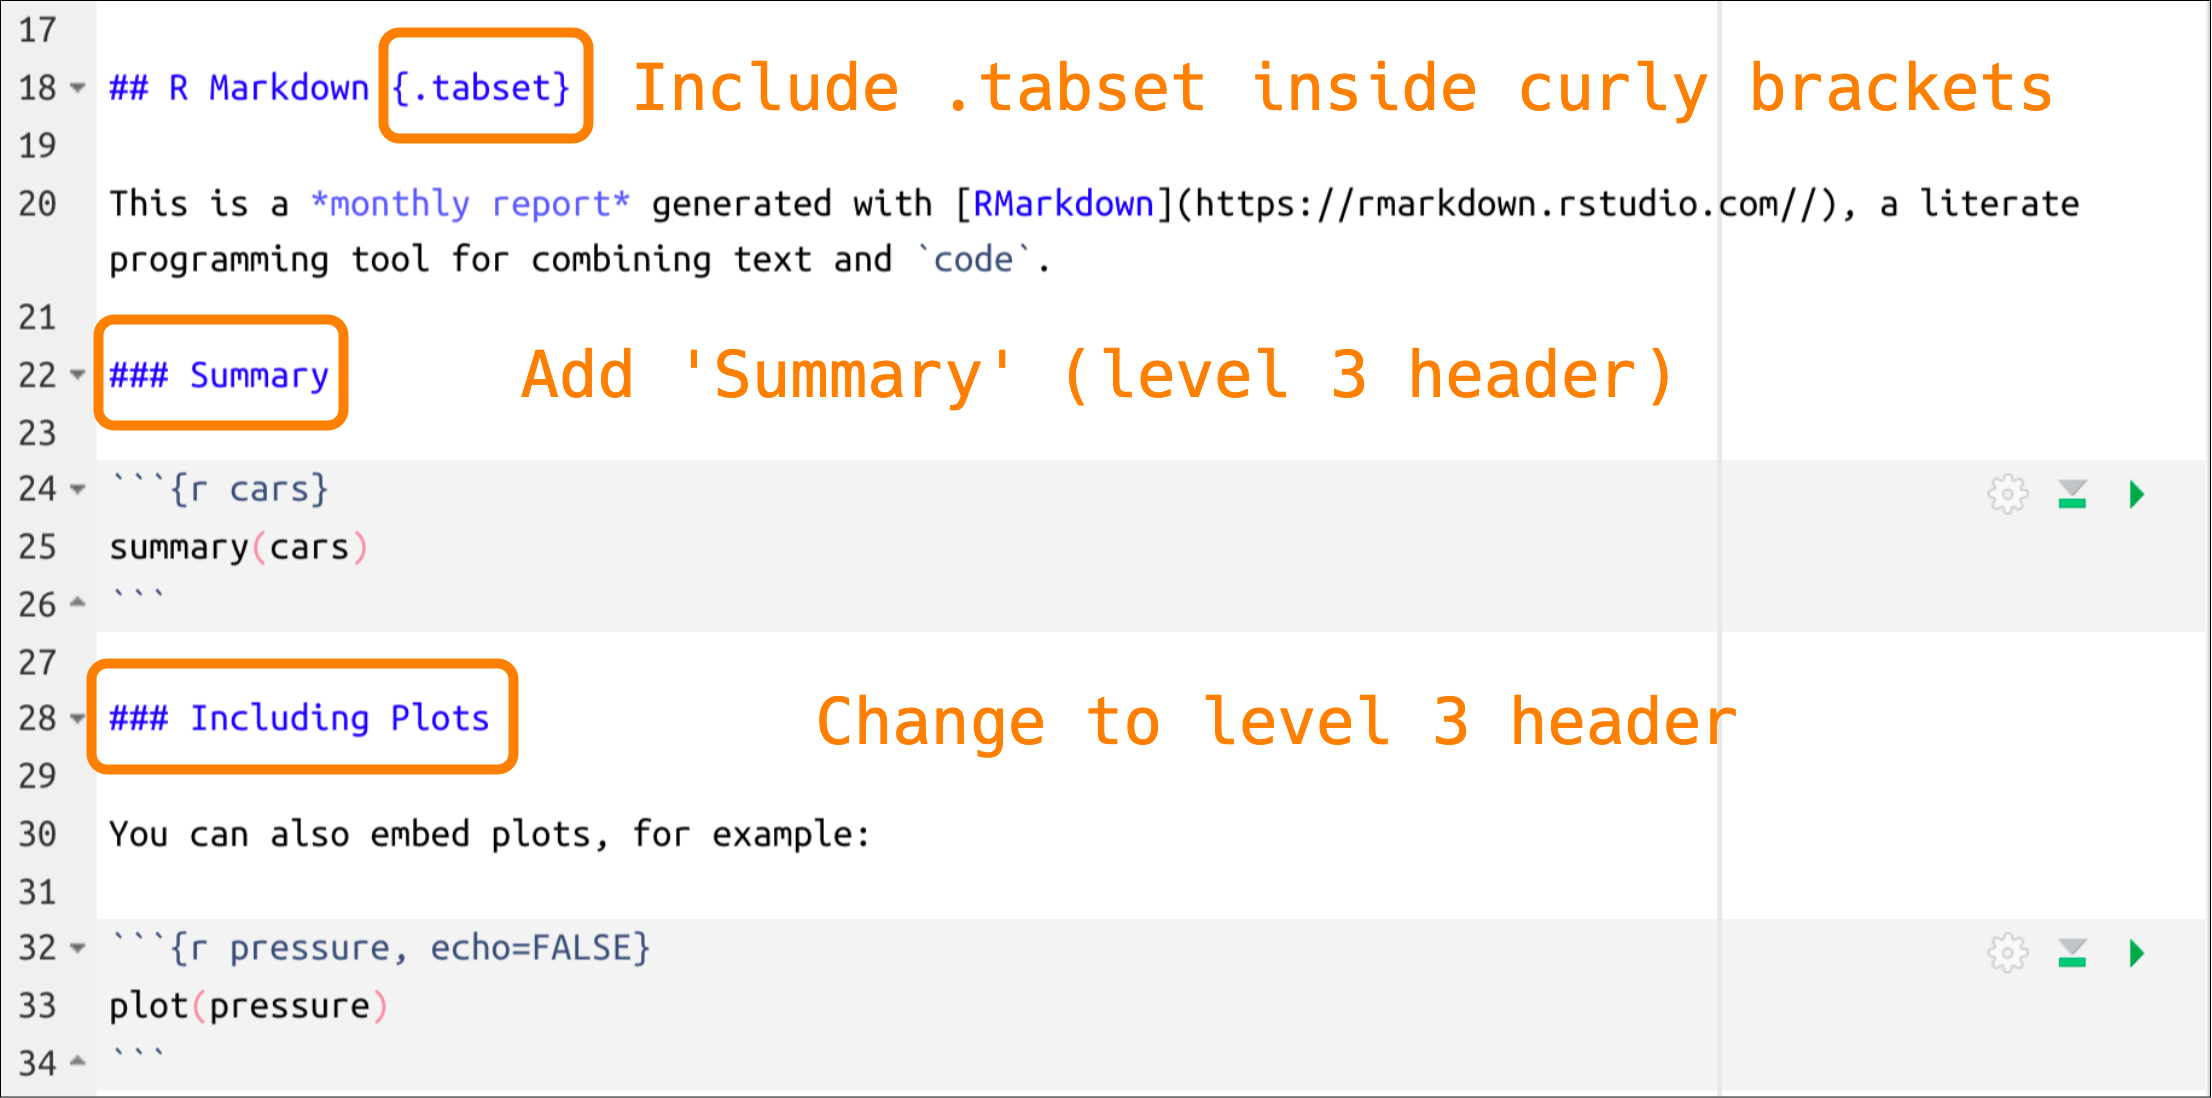 17
18 ## R Markdown {.tabset} Include .tabset inside curly brackets
19
20 This is a *monthly report* generated with [RMarkdown](https://rmarkdown.rstudio.com//), a literate
programming tool for combining text and `code`.
21
22 ### Summary Add 'Summary' (level 3 header)
23
24 ```{r cars}
25 summary(cars)
26 ```
27
28 ### Including Plots Change to level 3 header
29
30 You can also embed plots, for example:
31
32 ```{r pressure, echo=FALSE}
33 plot(pressure)
34 ```